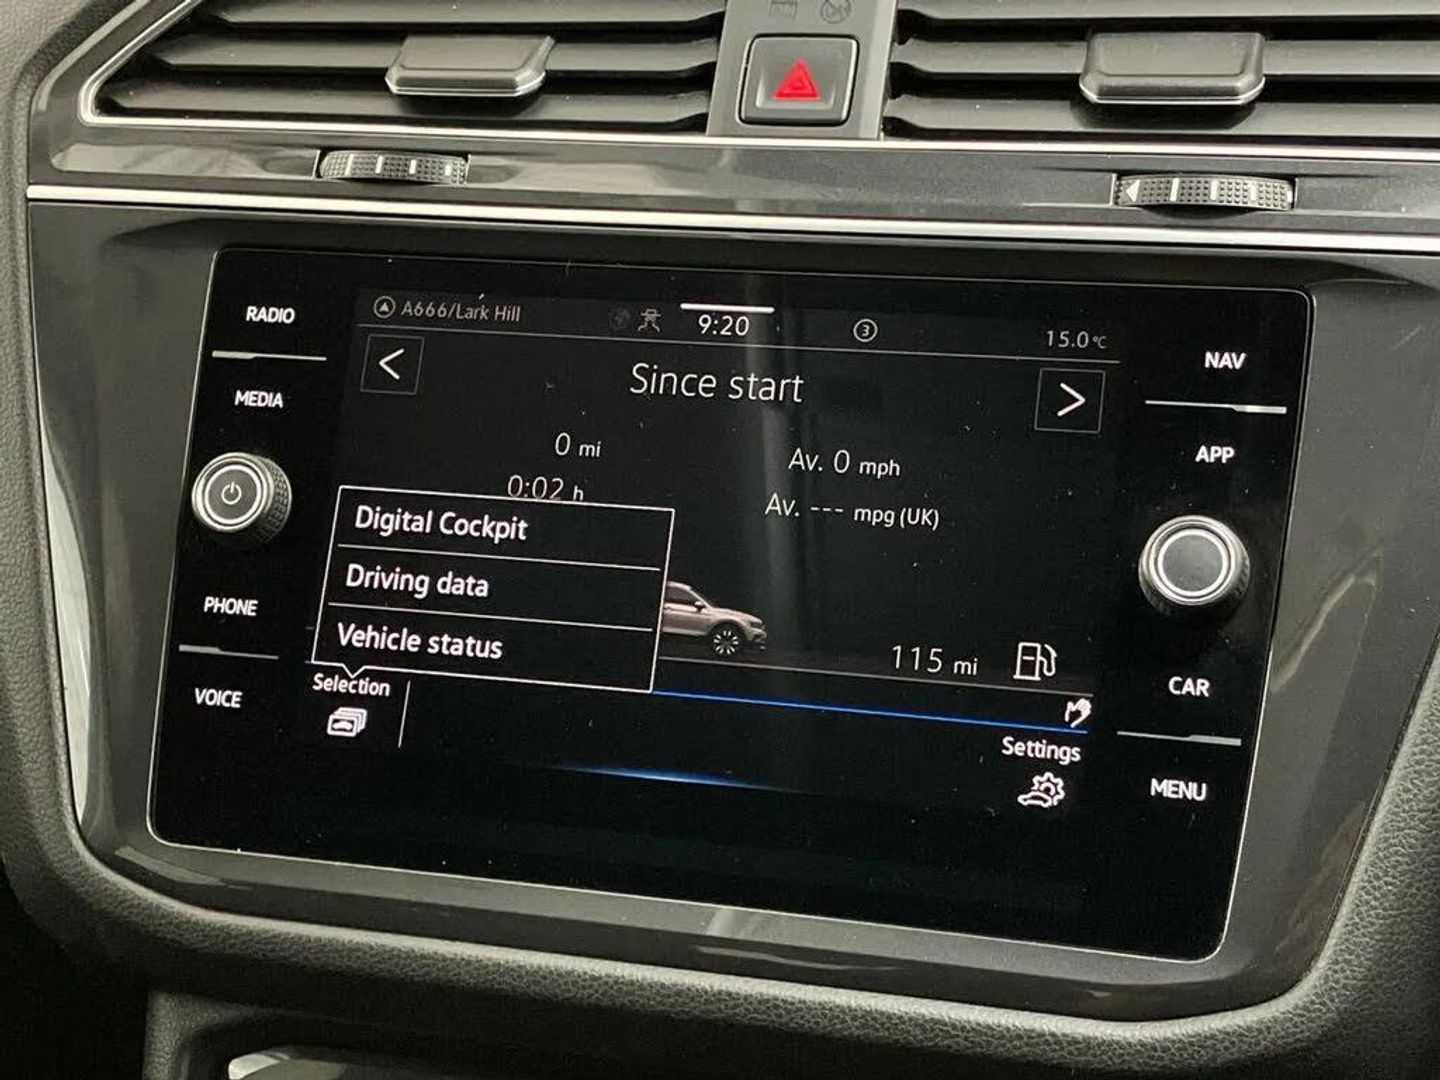 RADIO
MEDIA
PHONE
VOICE
A666/Lark Hill
9:20
3
15.0°C
Since start
0 mi
0:02 h
Av. 0 mph
Av. --- mpg (UK)
Digital Cockpit
Driving data
Vehicle status
115 mi
Selection
Settings
NAV
APP
CAR
MENU